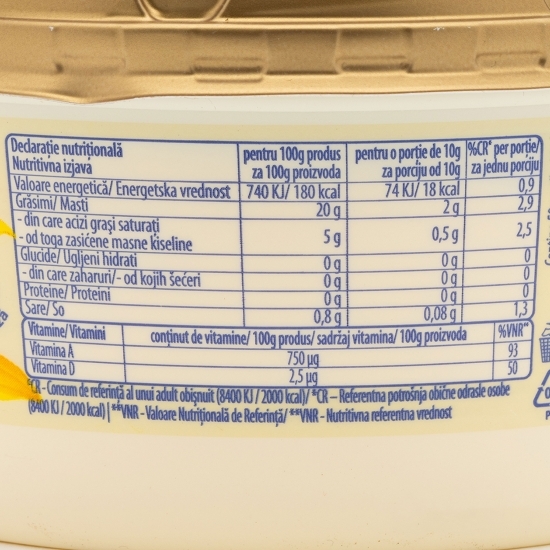 Declarație nutrițională
Nutritivna izjava
pentru 100g produs
za 100g proizvoda
pentru o portie de 10g
za porciju od 10g
%CR* per portie/
za jednu porciju
Valoare energetică/ Energetska vrednost 740 KJ/ 180 kcal 74 KJ/ 18 kcal 0,9
Grăsimi/ Masti 20 g 2 g 2,9
- din care acizi grași saturați
- od toga zasićene masne kiseline 5 g 0,5 g 2,5
Glucide/ Ugljeni hidrati 0 g 0 g 0
- din care zaharuri/- od kojih šećeri 0 g 0 g 0
Proteine/ Proteini 0 g 0 g 0
Sare/ So 0,8 g 0,08 g 1,3
Vitamine/ Vitamini conținut de vitamine/ 100g produs/ sadržaj vitamina/ 100g proizvoda %VNR**
Vitamina A 750 µg 93
Vitamina D 2,5 µg 50
*CR - Consum de referință al unui adult obișnuit (8400 KJ / 2000 kcal)/ *CR – Referentna potrošnja obične odrasle osobe
(8400 KJ / 2000 kcal) | **VNR - Valoare Nutrițională de Referință/ **VNR - Nutritivna referentna vrednost